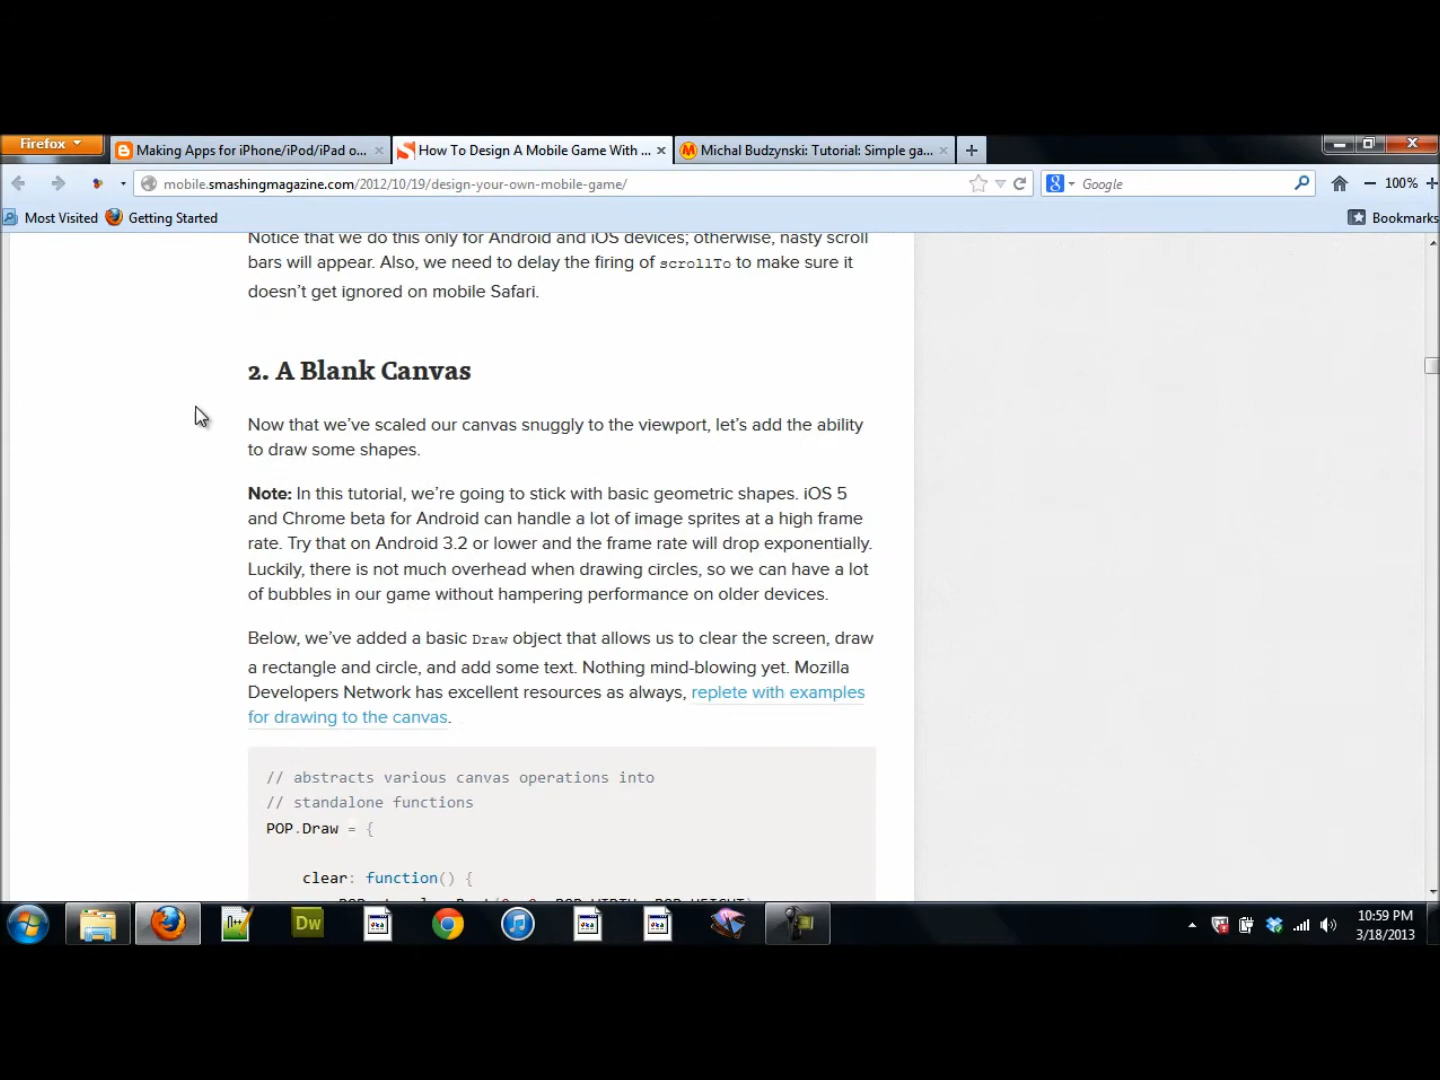 Firefox
Making Apps for iPhone/iPod/iPad o...
How To Design A Mobile Game With ...
Michal Budzynski: Tutorial: Simple ga...
mobile.smashingmagazine.com/2012/10/19/design-your-own-mobile-game/
Google
100%
Most Visited
Getting Started
Bookmarks
Notice that we do this only for Android and iOS devices; otherwise, nasty scroll
bars will appear. Also, we need to delay the firing of scrollTo to make sure it
doesn’t get ignored on mobile Safari.
2. A Blank Canvas
Now that we’ve scaled our canvas snuggly to the viewport, let’s add the ability
to draw some shapes.
Note: In this tutorial, we’re going to stick with basic geometric shapes. iOS 5
and Chrome beta for Android can handle a lot of image sprites at a high frame
rate. Try that on Android 3.2 or lower and the frame rate will drop exponentially.
Luckily, there is not much overhead when drawing circles, so we can have a lot
of bubbles in our game without hampering performance on older devices.
Below, we’ve added a basic Draw object that allows us to clear the screen, draw
a rectangle and circle, and add some text. Nothing mind-blowing yet. Mozilla
Developers Network has excellent resources as always, replete with examples
for drawing to the canvas.
// abstracts various canvas operations into
// standalone functions
POP.Draw = {
clear: function() {
Dw
10:59 PM
3/18/2013